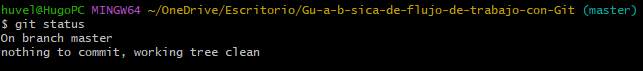 huvel@HugoPC MINGW64 ~/OneDrive/Escritorio/Gu-a-b-sica-de-flujo-de-trabajo-con-Git (master)
$ git status
On branch master
nothing to commit, working tree clean